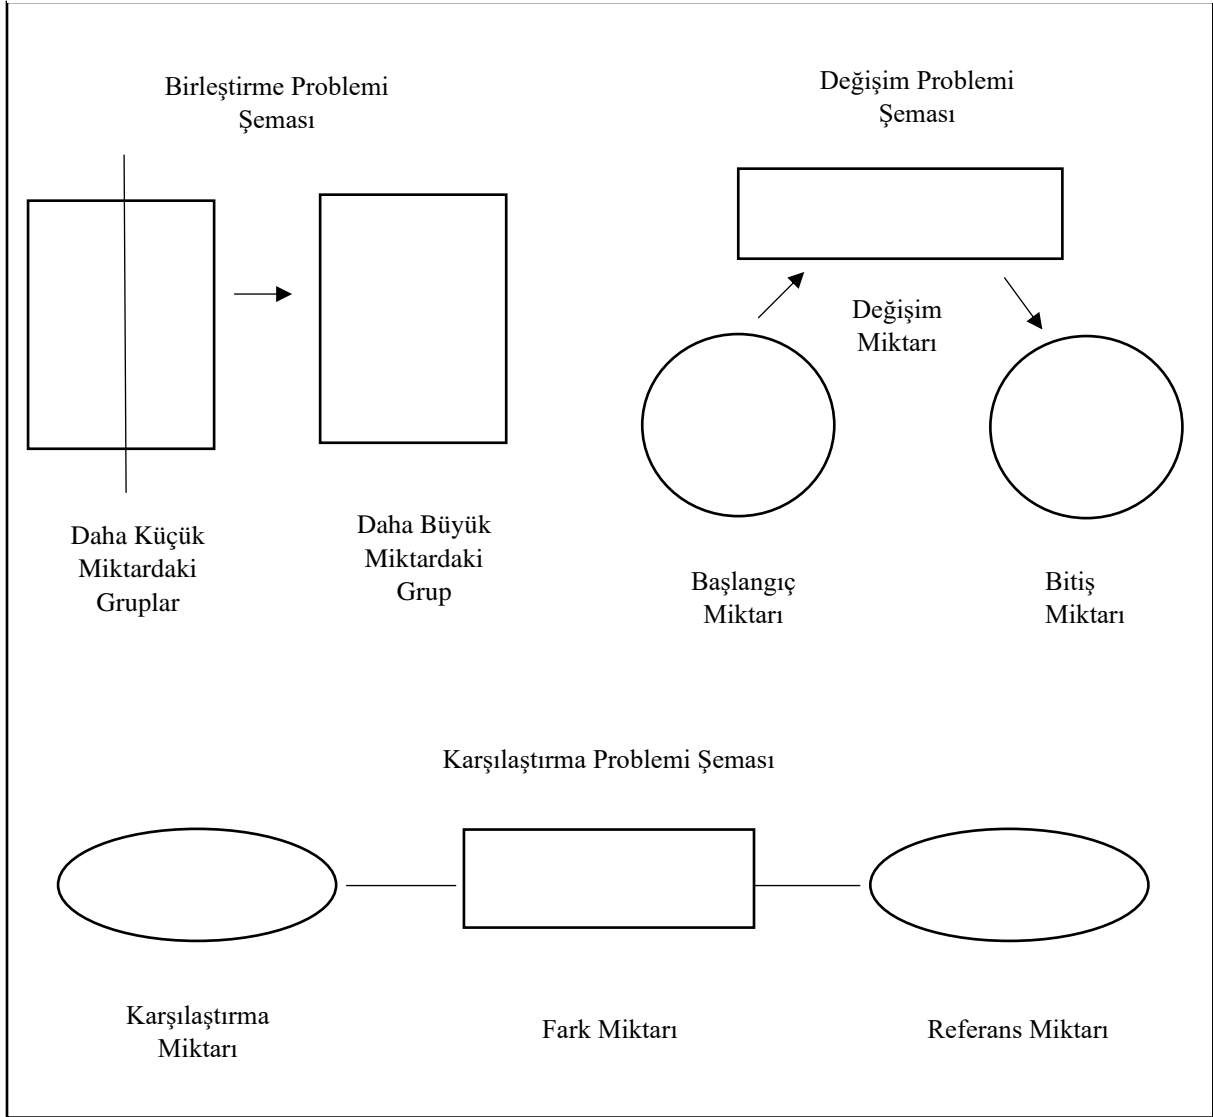 Birleştirme Problemi
Şeması
Daha Küçük
Miktardaki
Gruplar
Daha Büyük
Miktardaki
Grup
Değişim Problemi
Şeması
Değişim
Miktarı
Başlangıç
Miktarı
Bitiş
Miktarı
Karşılaştırma Problemi Şeması
Karşılaştırma
Miktarı
Fark Miktarı
Referans Miktarı